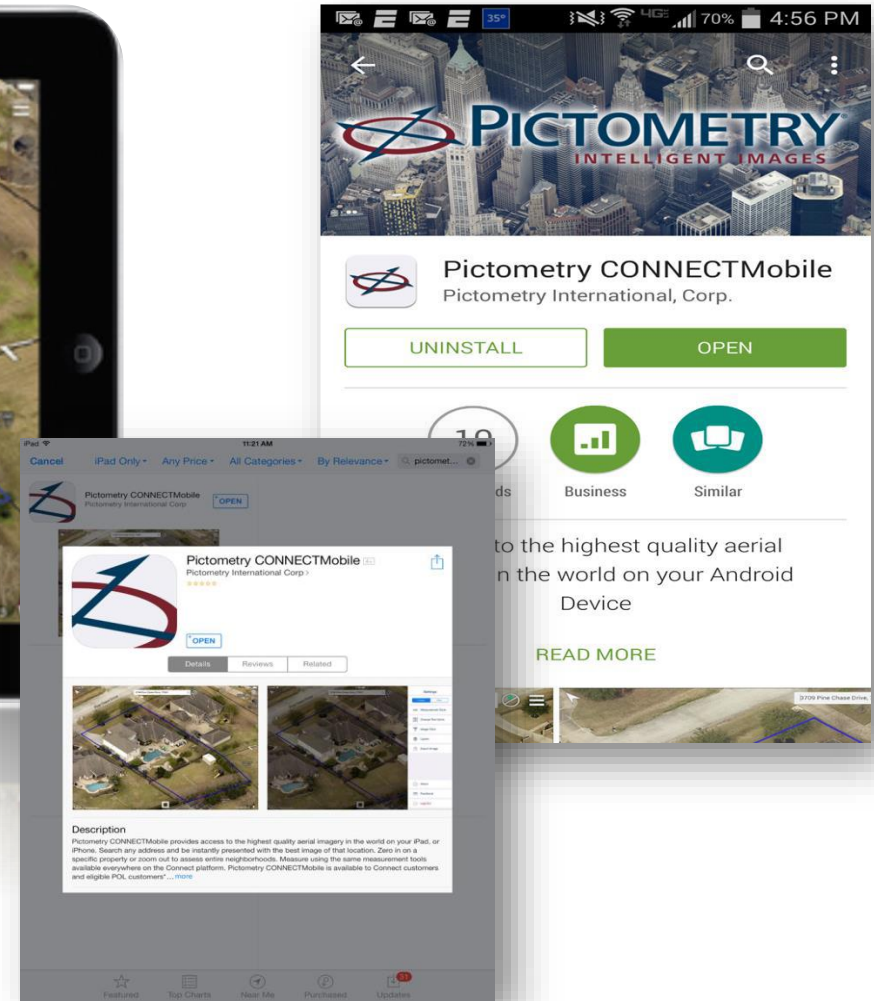 35°
4G
70%
4:56 PM
PICTOMETRY
INTELLIGENT IMAGES
Pictometry CONNECTMobile
Pictometry International, Corp.
UNINSTALL
OPEN
ds
Business
Similar
to the highest quality aerial
n the world on your Android
Device
READ MORE
3709 Pine Chase Drive,
iPad
11:21 AM
72%
Cancel
iPad Only
Any Price
All Categories
By Relevance
pictomet...
Pictometry CONNECTMobile
Pictometry International Corp
OPEN
Pictometry CONNECTMobile
Pictometry International Corp >
OPEN
Details
Reviews
Related
Settings
Description
Pictometry CONNECTMobile provides access to the highest quality aerial imagery in the world on your iPad, or
iPhone. Search any address and be instantly presented with the best image of that location. Zero in on a
specific property or zoom out to assess entire neighborhoods. Measure using the same measurement tools
available everywhere on the Connect platform. Pictometry CONNECTMobile is available to Connect customers
and eligible POL customers*... more
Featured
Top Charts
Near Me
Purchased
Updates
51